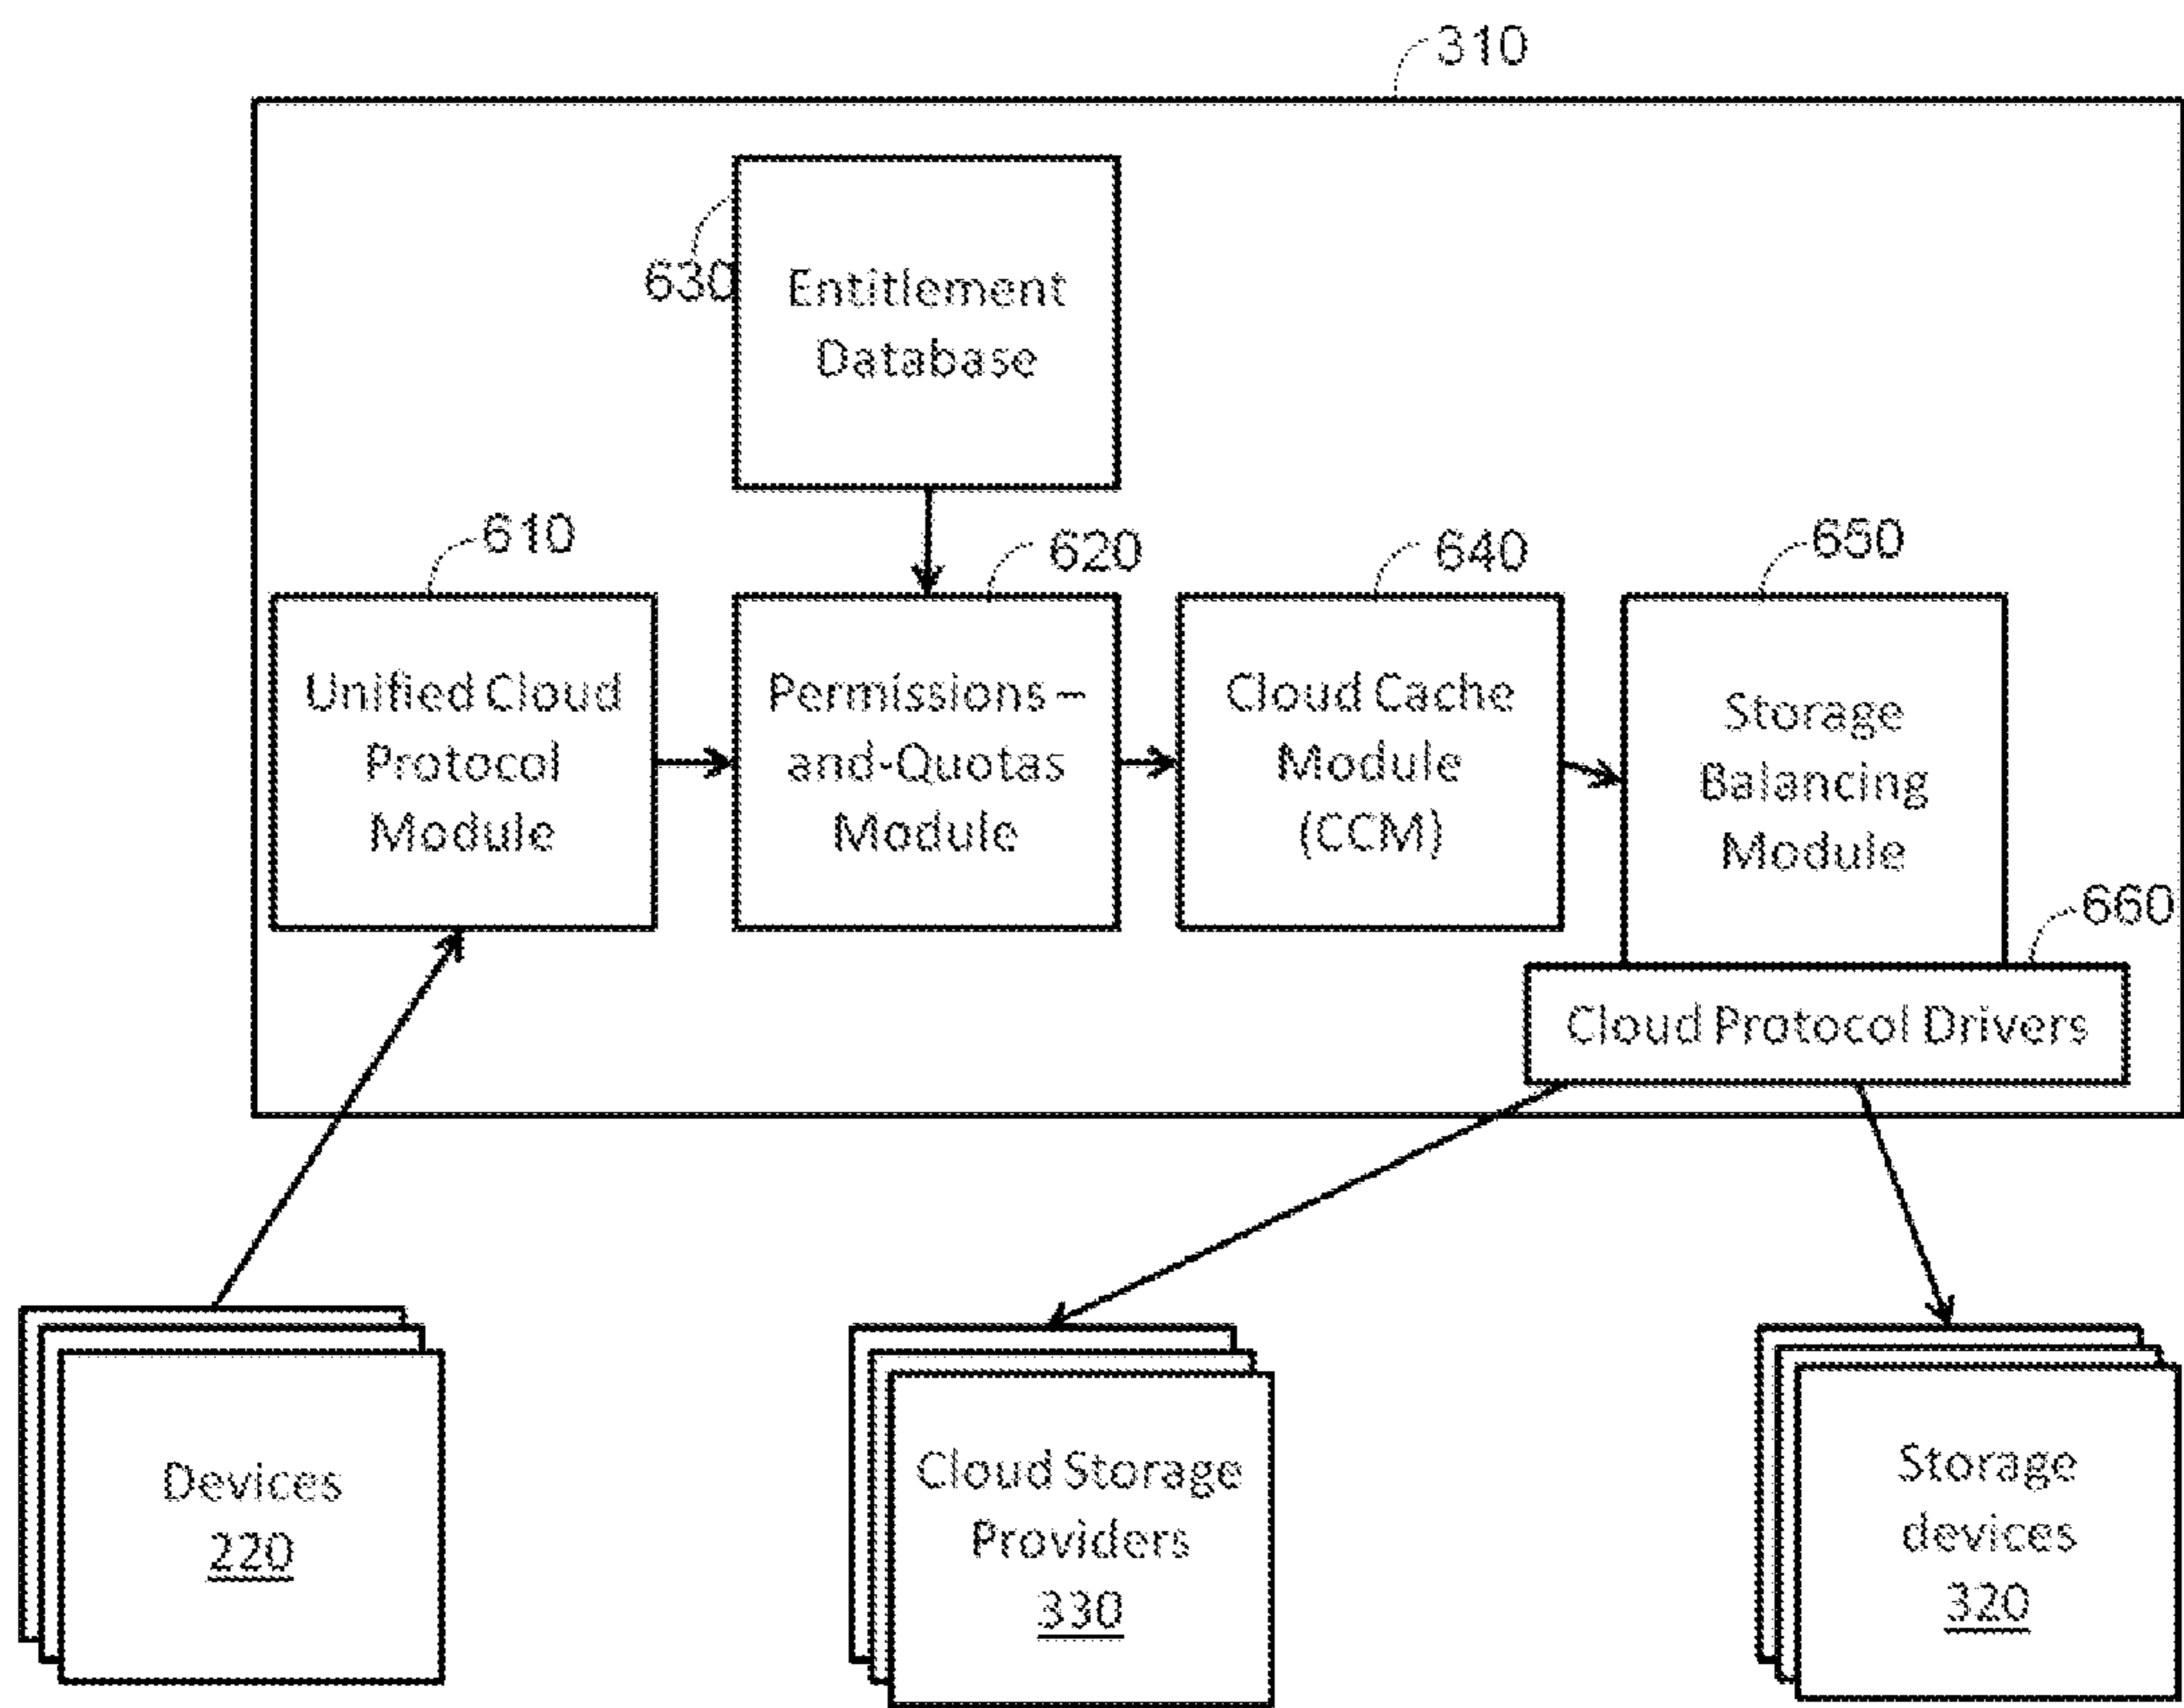 310
630
Entitlement
Database
610
620
640
650
Unified Cloud
Protocol
Module
Permissions –
and-Quotas
Module
Cloud Cache
Module
(CCM)
Storage
Balancing
Module
660
Cloud Protocol Drivers
Devices
220
Cloud Storage
Providers
330
Storage
devices
320